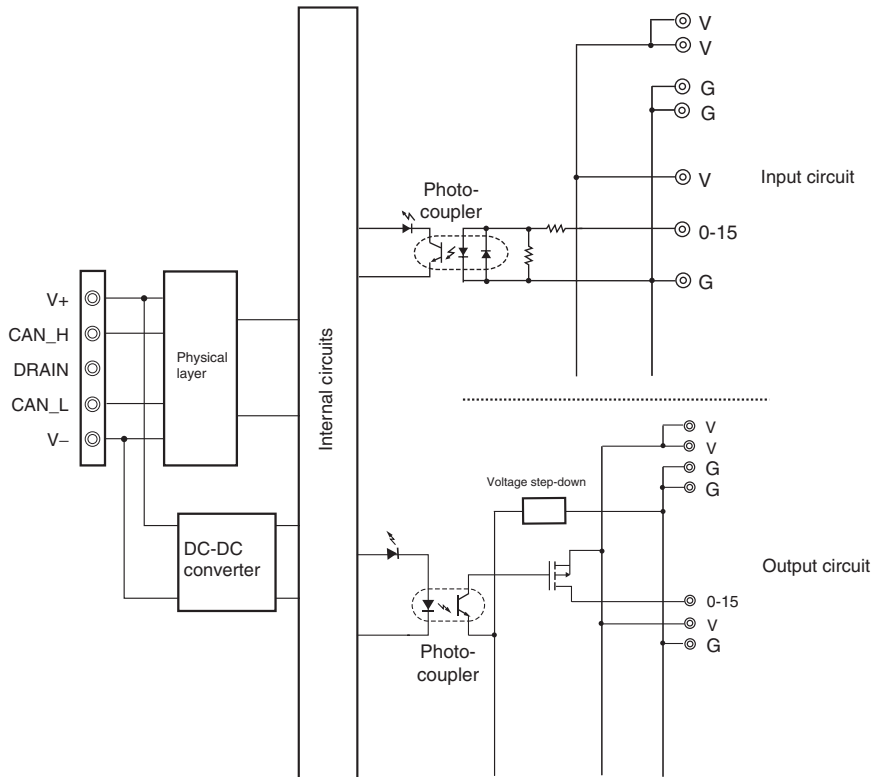 V
V
G
G
V
Input circuit
Photo-
coupler
0-15
G
V+
CAN_H
DRAIN
CAN_L
V−
Physical
layer
Internal circuits
V
V
G
G
Voltage step-down
DC-DC
converter
Output circuit
0-15
V
G
Photo-
coupler